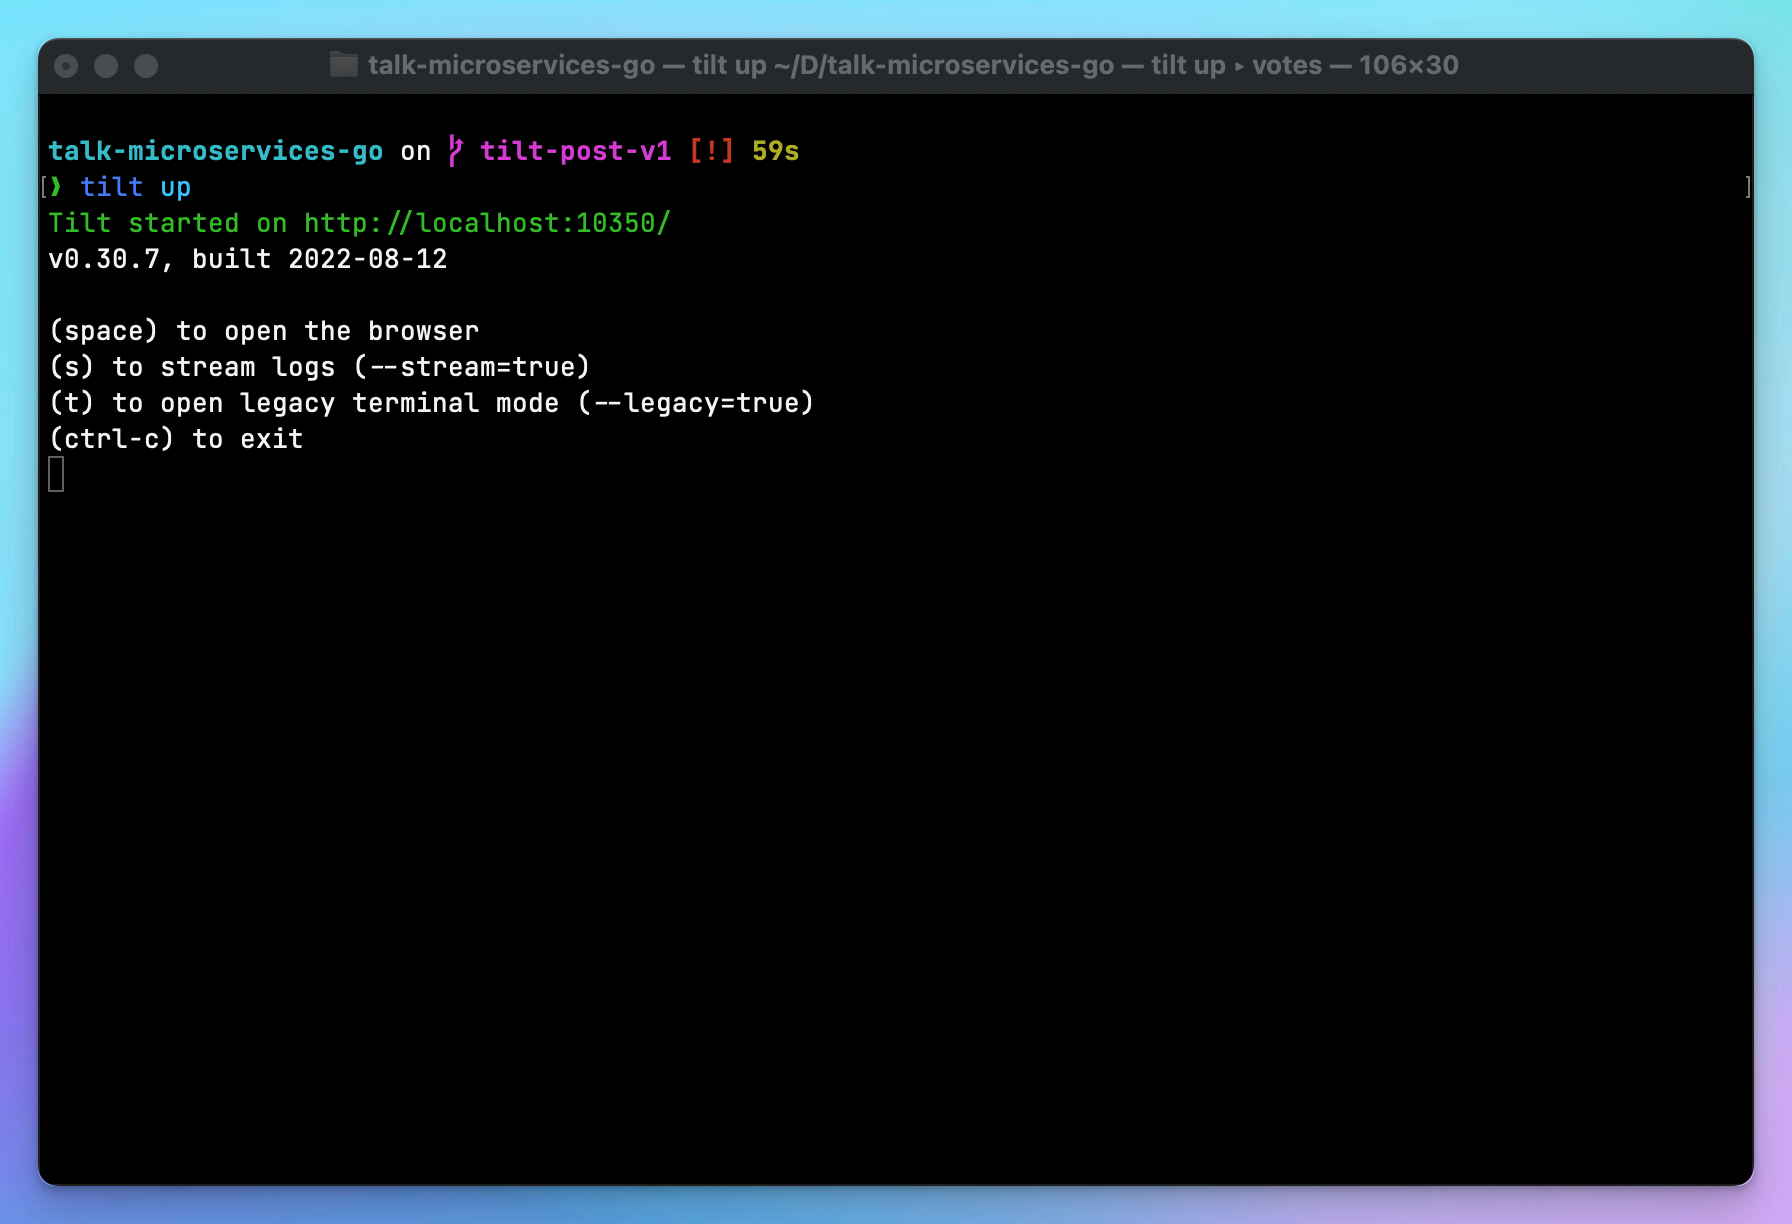 talk-microservices-go — tilt up ~/D/talk-microservices-go — tilt up ▸ votes — 106×30
talk-microservices-go on tilt-post-v1 [!] 59s
[❯ tilt up ]
Tilt started on http://localhost:10350/
v0.30.7, built 2022-08-12
(space) to open the browser
(s) to stream logs (--stream=true)
(t) to open legacy terminal mode (--legacy=true)
(ctrl-c) to exit